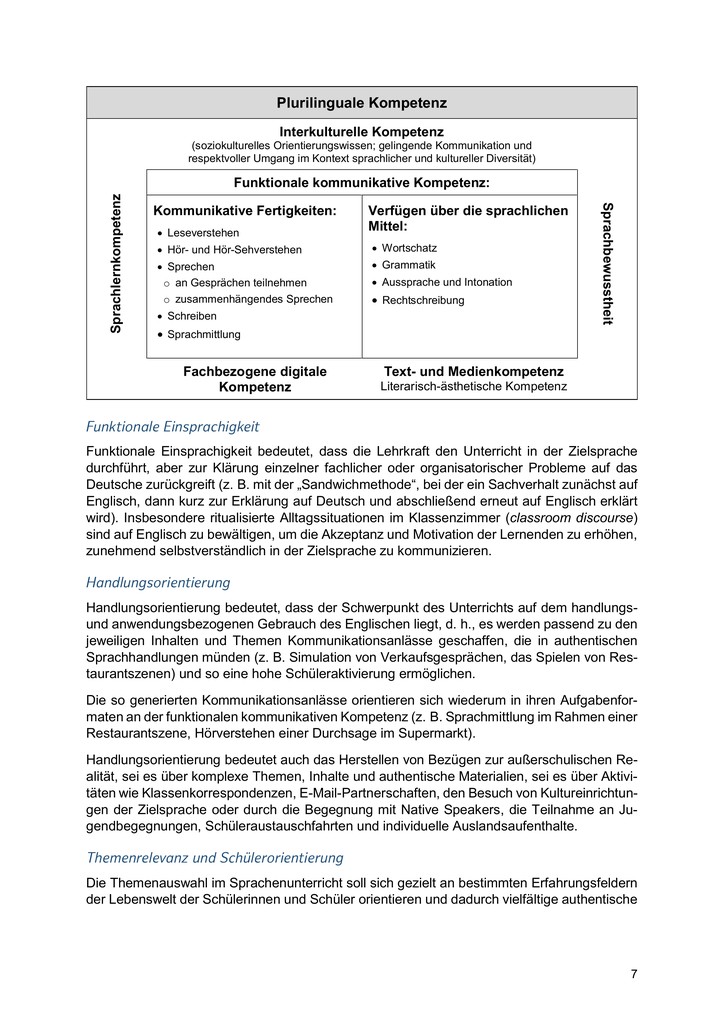 Plurilinguale Kompetenz
Interkulturelle Kompetenz
(soziokulturelles Orientierungswissen; gelingende Kommunikation und
respektvoller Umgang im Kontext sprachlicher und kultureller Diversität)
Sprachlernkompetenz
Funktionale kommunikative Kompetenz:
Kommunikative Fertigkeiten:
• Leseverstehen
• Hör- und Hör-Sehverstehen
• Sprechen
o an Gesprächen teilnehmen
o zusammenhängendes Sprechen
• Schreiben
• Sprachmittlung
Verfügen über die sprachlichen
Mittel:
• Wortschatz
• Grammatik
• Aussprache und Intonation
• Rechtschreibung
Sprachbewusstheit
Fachbezogene digitale
Kompetenz
Text- und Medienkompetenz
Literarisch-ästhetische Kompetenz
Funktionale Einsprachigkeit
Funktionale Einsprachigkeit bedeutet, dass die Lehrkraft den Unterricht in der Zielsprache
durchführt, aber zur Klärung einzelner fachlicher oder organisatorischer Probleme auf das
Deutsche zurückgreift (z. B. mit der „Sandwichmethode“, bei der ein Sachverhalt zunächst auf
Englisch, dann kurz zur Erklärung auf Deutsch und abschließend erneut auf Englisch erklärt
wird). Insbesondere ritualisierte Alltagssituationen im Klassenzimmer (classroom discourse)
sind auf Englisch zu bewältigen, um die Akzeptanz und Motivation der Lernenden zu erhöhen,
zunehmend selbstverständlich in der Zielsprache zu kommunizieren.
Handlungsorientierung
Handlungsorientierung bedeutet, dass der Schwerpunkt des Unterrichts auf dem handlungs-
und anwendungsbezogenen Gebrauch des Englischen liegt, d. h., es werden passend zu den
jeweiligen Inhalten und Themen Kommunikationsanlässe geschaffen, die in authentischen
Sprachhandlungen münden (z. B. Simulation von Verkaufsgesprächen, das Spielen von Res-
taurantszenen) und so eine hohe Schüleraktivierung ermöglichen.
Die so generierten Kommunikationsanlässe orientieren sich wiederum in ihren Aufgabenfor-
maten an der funktionalen kommunikativen Kompetenz (z. B. Sprachmittlung im Rahmen einer
Restaurantszene, Hörverstehen einer Durchsage im Supermarkt).
Handlungsorientierung bedeutet auch das Herstellen von Bezügen zur außerschulischen Re-
alität, sei es über komplexe Themen, Inhalte und authentische Materialien, sei es über Aktivi-
täten wie Klassenkorrespondenzen, E-Mail-Partnerschaften, den Besuch von Kultureinrichtun-
gen der Zielsprache oder durch die Begegnung mit Native Speakers, die Teilnahme an Ju-
gendbegegnungen, Schüleraustauschfahrten und individuelle Auslandsaufenthalte.
Themenrelevanz und Schülerorientierung
Die Themenauswahl im Sprachenunterricht soll sich gezielt an bestimmten Erfahrungsfeldern
der Lebenswelt der Schülerinnen und Schüler orientieren und dadurch vielfältige authentische
7